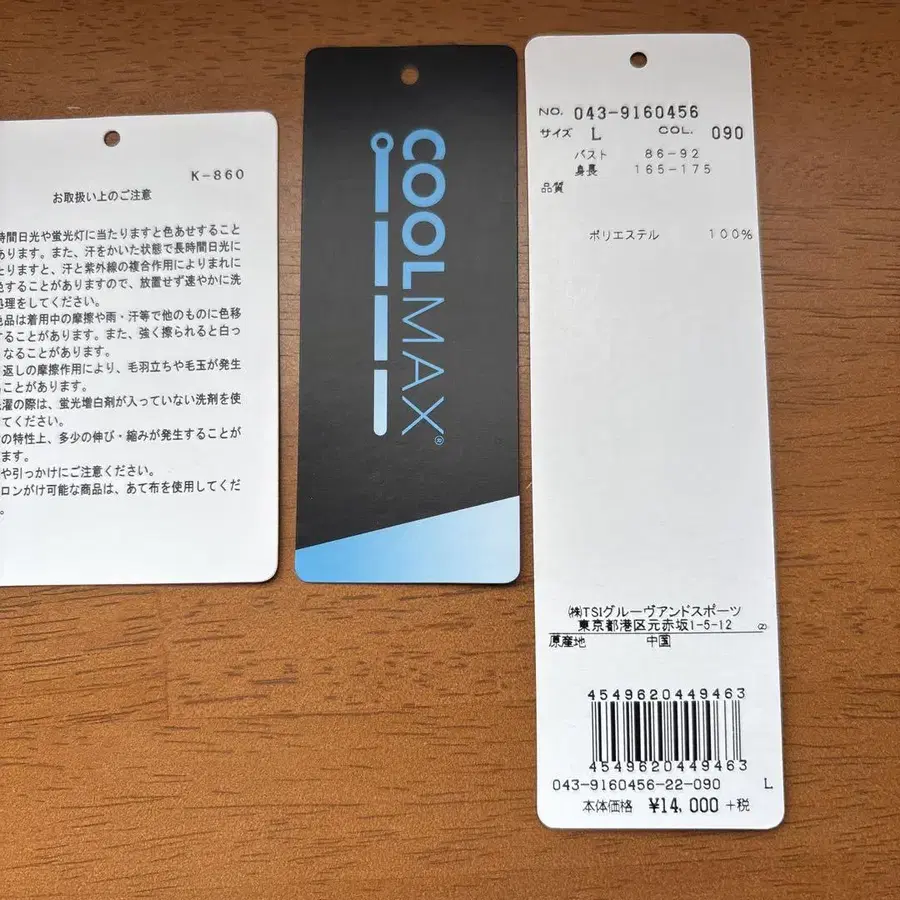 K-860
お取扱い上のご注意
時間日光や蛍光灯に当たりますと色あせすること
あります。また、汗をかいた状態で長時間日光に
たりますと、汗と紫外線の複合作用によりまれに
色することがありますので、放置せず速やかに洗
処理をしてください。
色品は着用中の摩擦や雨・汗等で他のものに色移
することがあります。また、強く擦られると白っ
くなることがあります。
り返しの摩擦作用により、毛羽立ちや毛玉が発生
ることがあります。
洗濯の際は、蛍光増白剤が入っていない洗剤を使
てください。
の特性上、多少の伸び・縮みが発生することが
ます。
や引っかけにご注意ください。
ロンがけ可能な商品は、あて布を使用してくだ
。
COOLMAX®
NO. 043-9160456
サイズ L COL. 090
バスト 86-92
身長 165-175
品質
ポリエステル 100%
㈱TSIグルーヴアンドスポーツ
東京都港区元赤坂1-5-12 (2)
原産地 中国
4549620449463
4549620449463
043-9160456-22-090 L
本体価格 ¥14,000 +税